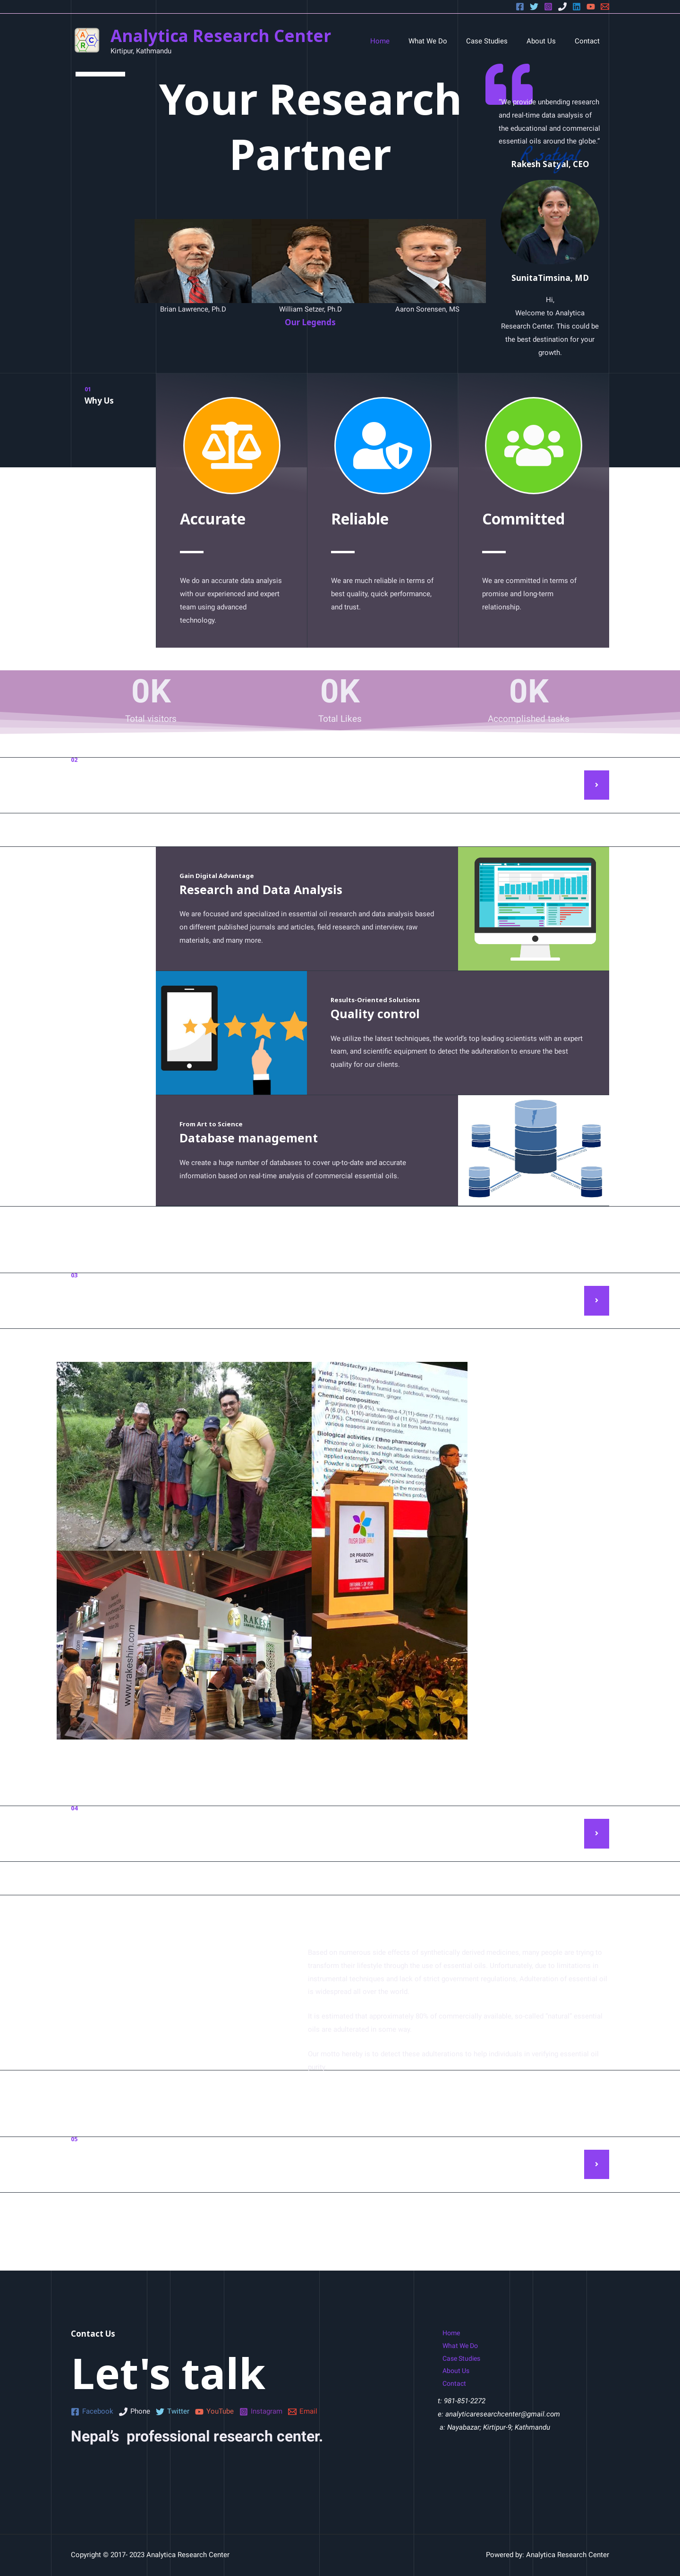 Analytica Research Center
Kirtipur, Kathmandu
Home
What We Do
Case Studies
About Us
Contact
Your Research
Partner
“We provide unbending research
and real-time data analysis of
the educational and commercial
essential oils around the globe.”
Rakesh Satyal, CEO
SunitaTimsina, MD
Hi,
Welcome to Analytica
Research Center. This could be
the best destination for your
growth.
Brian Lawrence, Ph.D
William Setzer, Ph.D
Aaron Sorensen, MS
Our Legends
01
Why Us
Accurate
We do an accurate data analysis
with our experienced and expert
team using advanced
technology.
Reliable
We are much reliable in terms of
best quality, quick performance,
and trust.
Committed
We are committed in terms of
promise and long-term
relationship.
0K
Total visitors
0K
Total Likes
0K
Accomplished tasks
02
Gain Digital Advantage
Research and Data Analysis
We are focused and specialized in essential oil research and data analysis based
on different published journals and articles, field research and interview, raw
materials, and many more.
Results-Oriented Solutions
Quality control
We utilize the latest techniques, the world's top leading scientists with an expert
team, and scientific equipment to detect the adulteration to ensure the best
quality for our clients.
From Art to Science
Database management
We create a huge number of databases to cover up-to-date and accurate
information based on real-time analysis of commercial essential oils.
03
Nardostachys jatamansi [Jatamansi]
Chemical composition:
Biological activities / Ethno pharmacology
DR PRABODH
SATYAL
RAKESH
www.rakeshin.com
04
05
Contact Us
Let's talk
Facebook
Phone
Twitter
YouTube
Instagram
Email
Nepal’s professional research center.
Home
What We Do
Case Studies
About Us
Contact
t: 981-851-2272
e: analyticaresearchcenter@gmail.com
a: Nayabazar; Kirtipur-9; Kathmandu
Copyright © 2017- 2023 Analytica Research Center
Powered by: Analytica Research Center